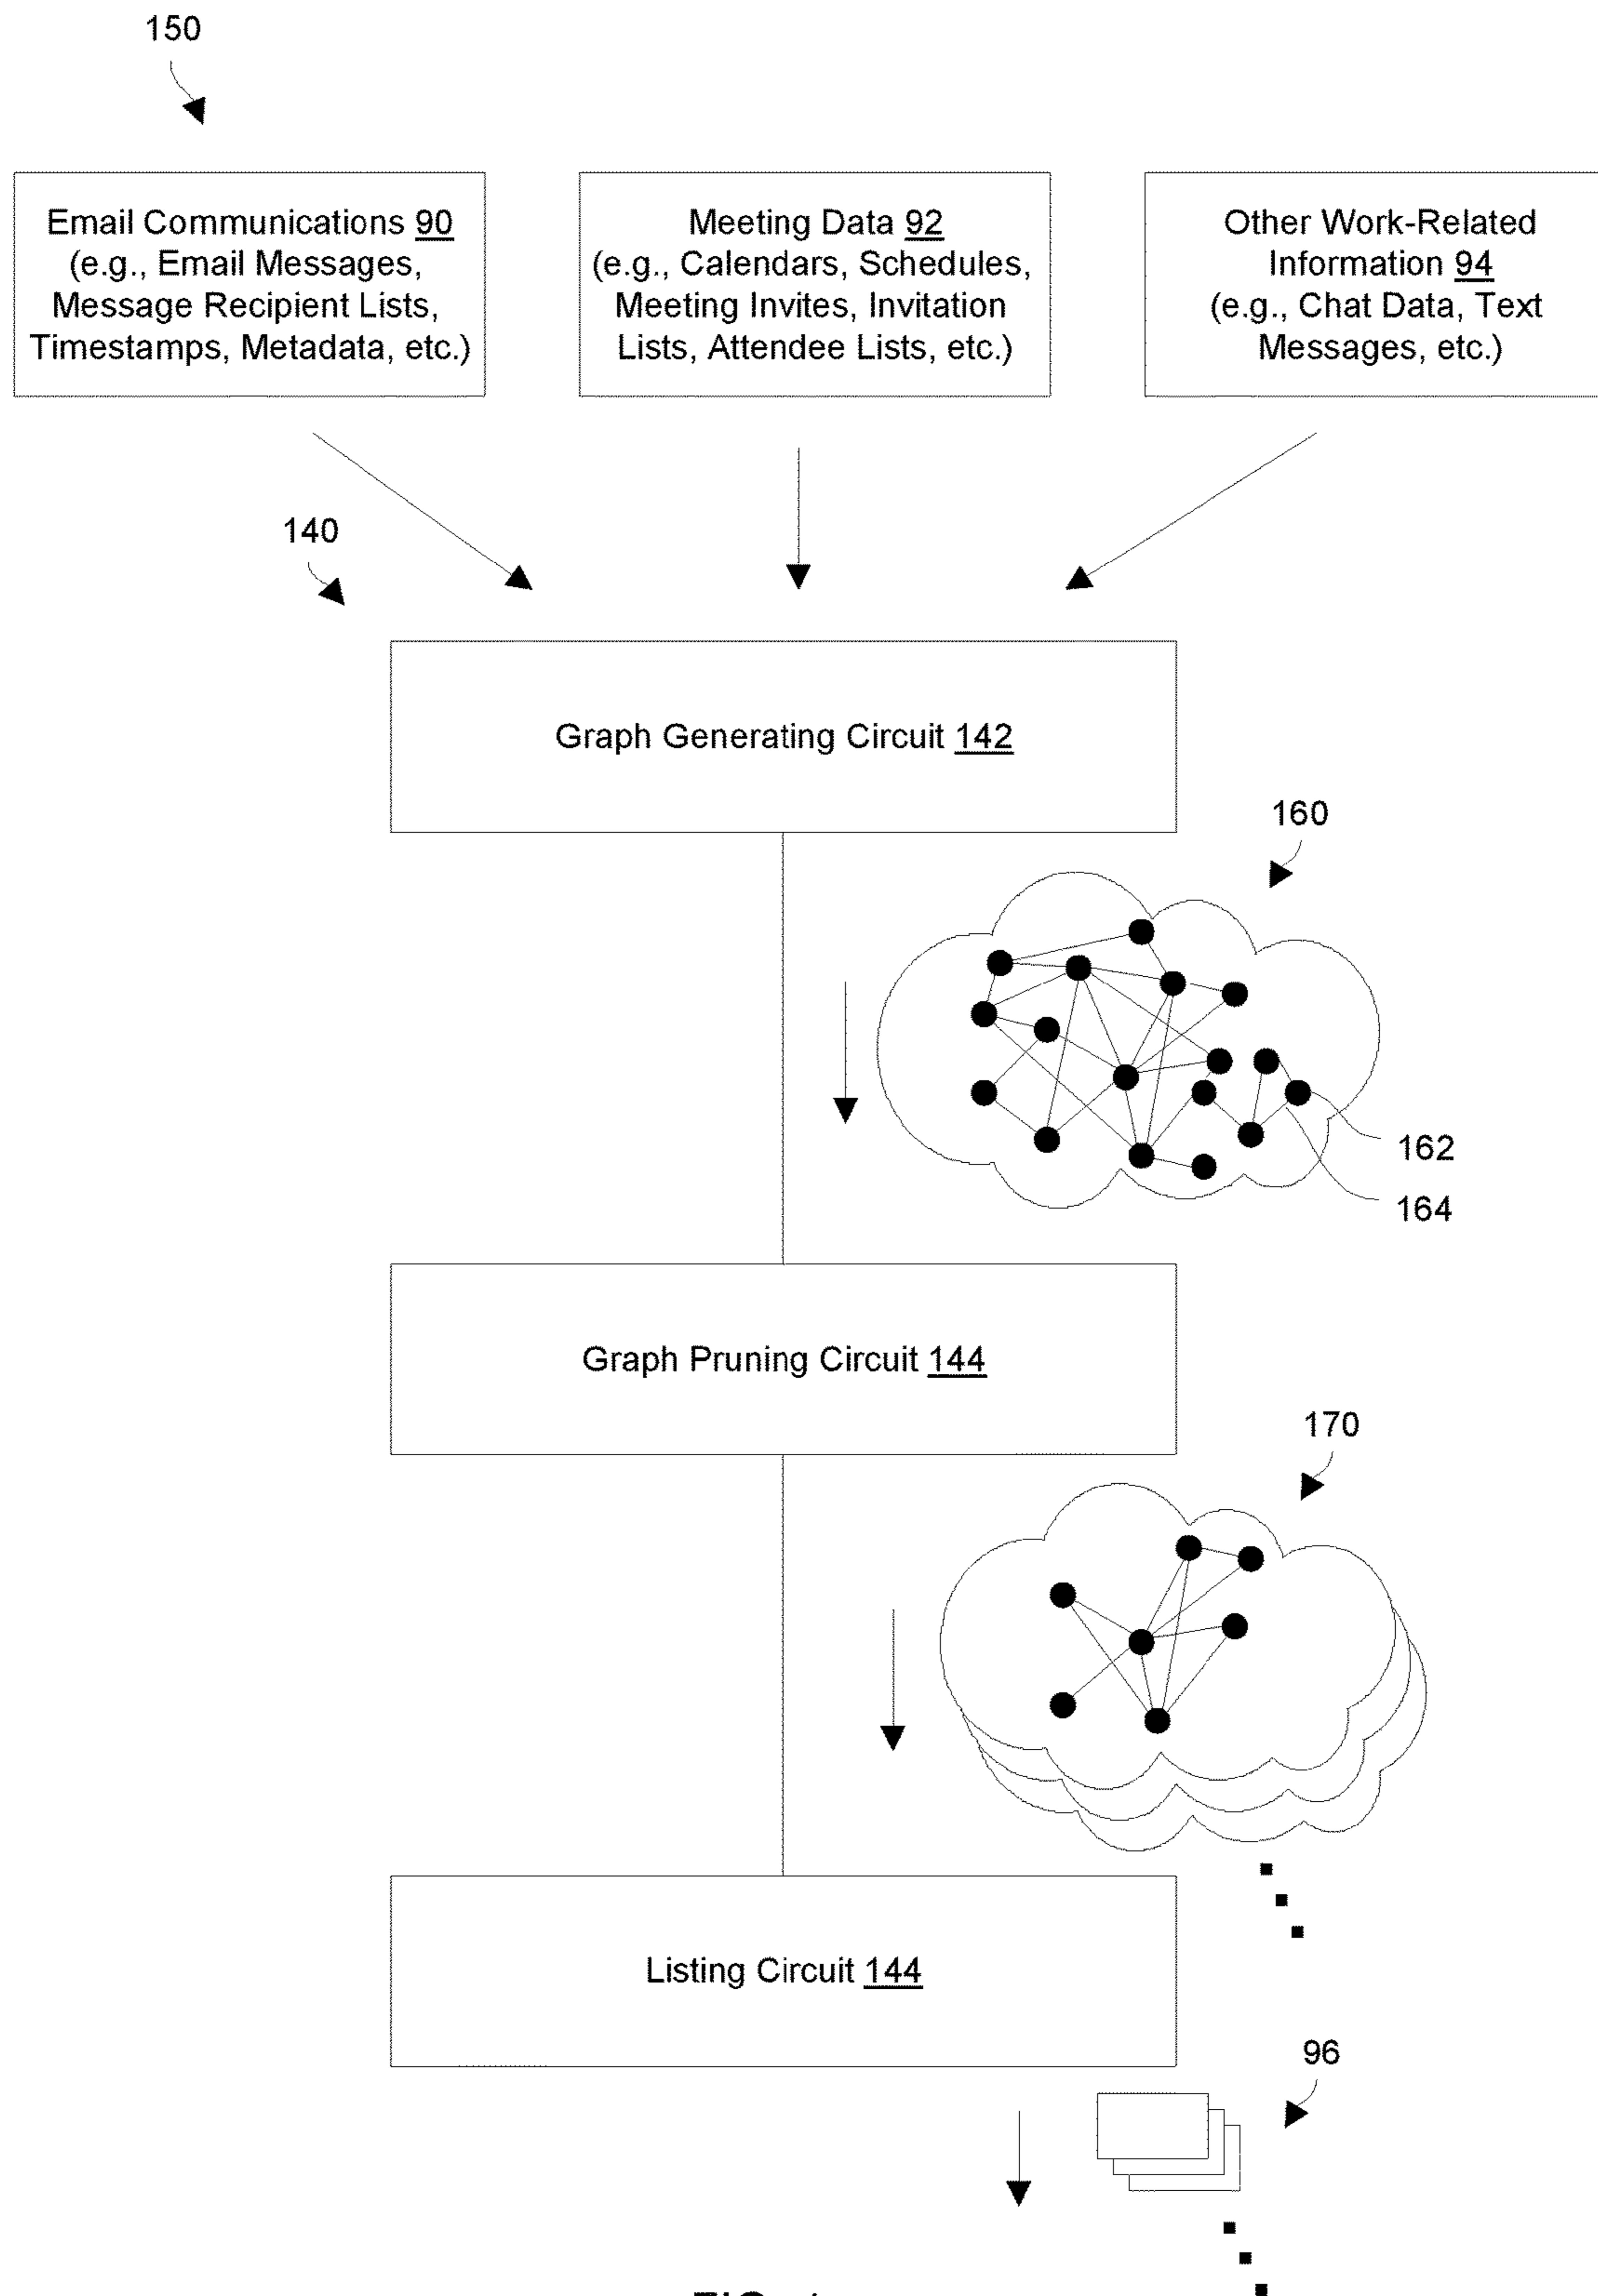 150
Email Communications 90
(e.g., Email Messages,
Message Recipient Lists,
Timestamps, Metadata, etc.)
Meeting Data 92
(e.g., Calendars, Schedules,
Meeting Invites, Invitation
Lists, Attendee Lists, etc.)
Other Work-Related
Information 94
(e.g., Chat Data, Text
Messages, etc.)
140
Graph Generating Circuit 142
160
162
164
Graph Pruning Circuit 144
170
Listing Circuit 144
96